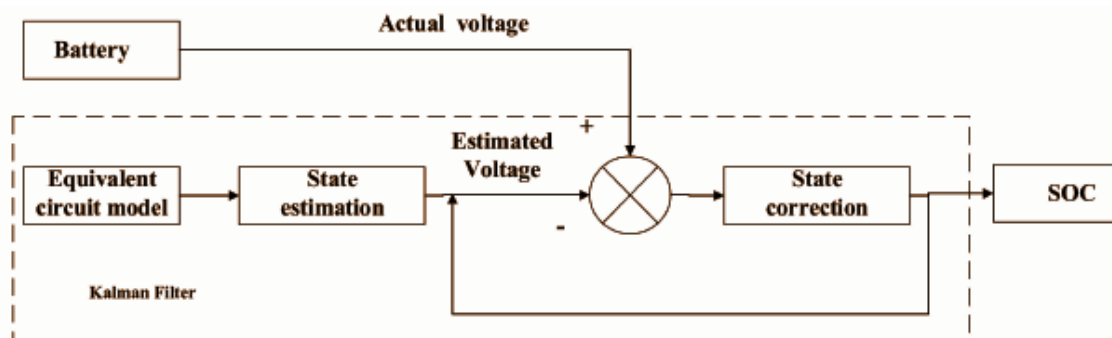 Actual voltage
Battery
+
Estimated
Voltage
Equivalent
circuit model
State
estimation
State
correction
SOC
-
Kalman Filter